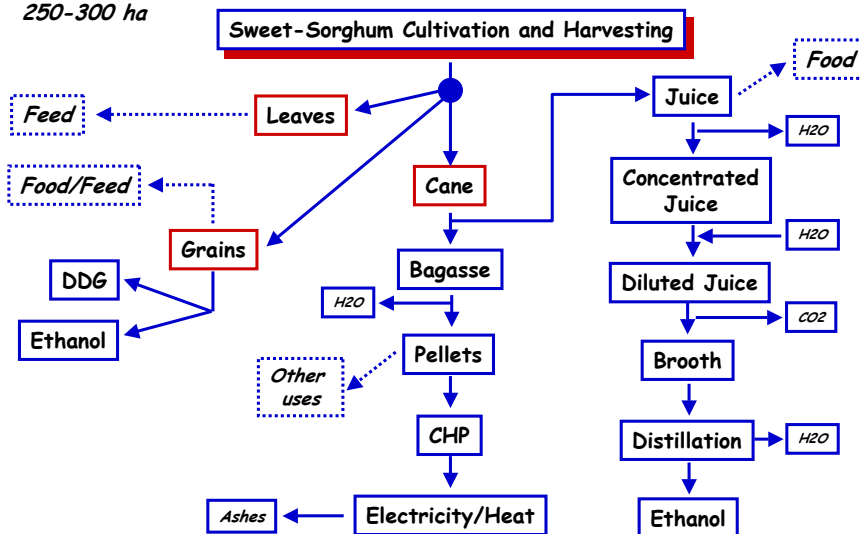 250-300 ha
Sweet-Sorghum Cultivation and Harvesting
Food
Feed
Leaves
Juice
H2O
Food/Feed
Cane
Concentrated
Juice
Grains
H2O
DDG
Bagasse
Diluted Juice
H2O
CO2
Ethanol
Pellets
Brooth
Other
uses
CHP
Distillation
H2O
Ashes
Electricity/Heat
Ethanol